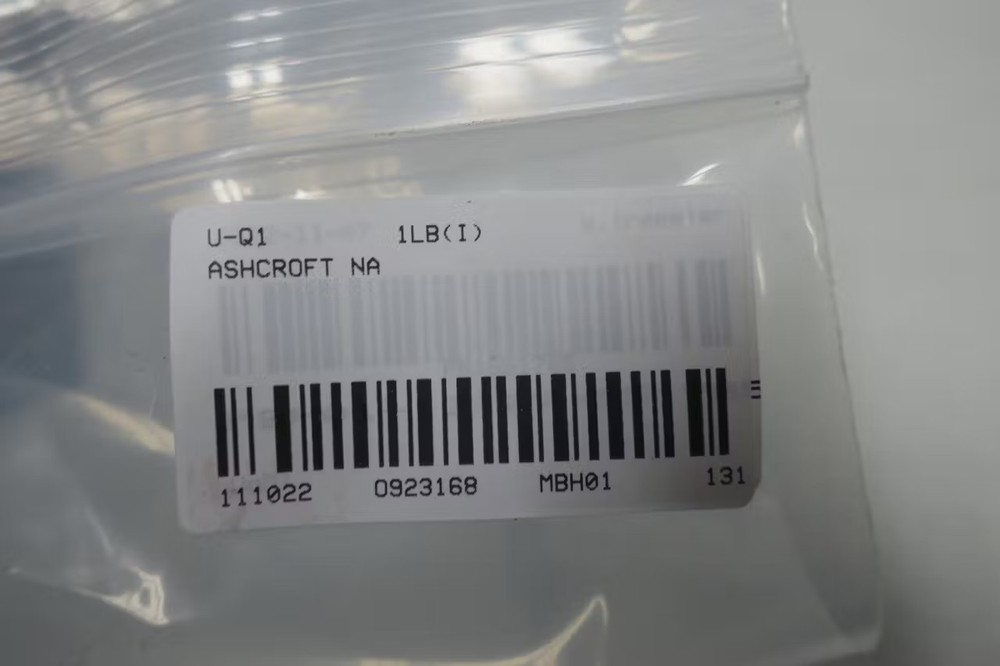 U-Q1 1LB(I)
ASHCROFT NA
111022 0923168 MBH01 131